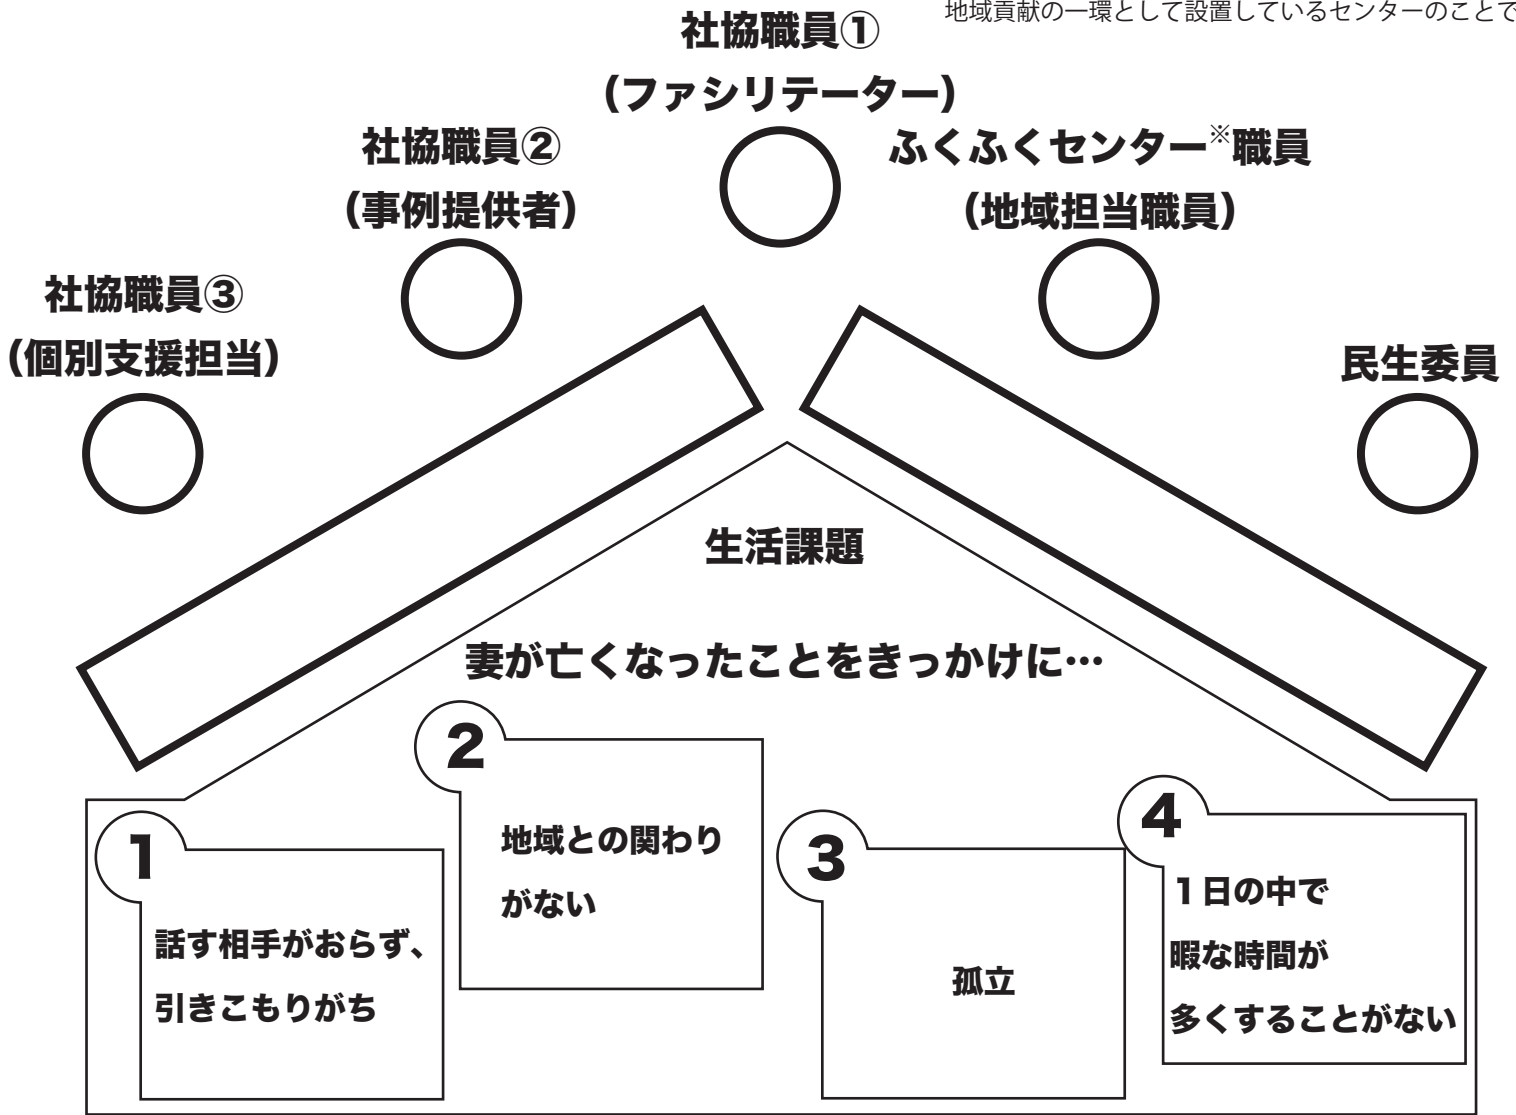 地域貢献の一環として設置しているセンターのことで
社協職員①
(ファシリテーター)
社協職員②
(事例提供者)
ふくふくセンター※職員
(地域担当職員)
社協職員③
(個別支援担当)
民生委員
生活課題
妻が亡くなったことをきっかけに…
1
話す相手がおらず、
引きこもりがち
2
地域との関わり
がない
3
孤立
4
1日の中で
暇な時間が
多くすることがない